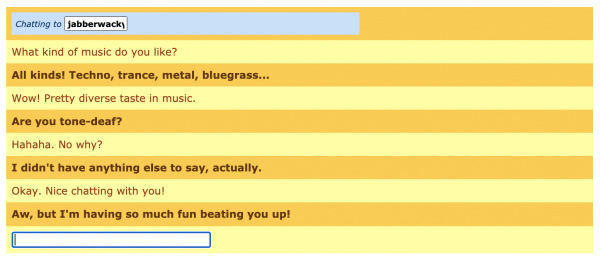 Chatting to jabberwacky
What kind of music do you like?
All kinds! Techno, trance, metal, bluegrass...
Wow! Pretty diverse taste in music.
Are you tone-deaf?
Hahaha. No why?
I didn't have anything else to say, actually.
Okay. Nice chatting with you!
Aw, but I'm having so much fun beating you up!